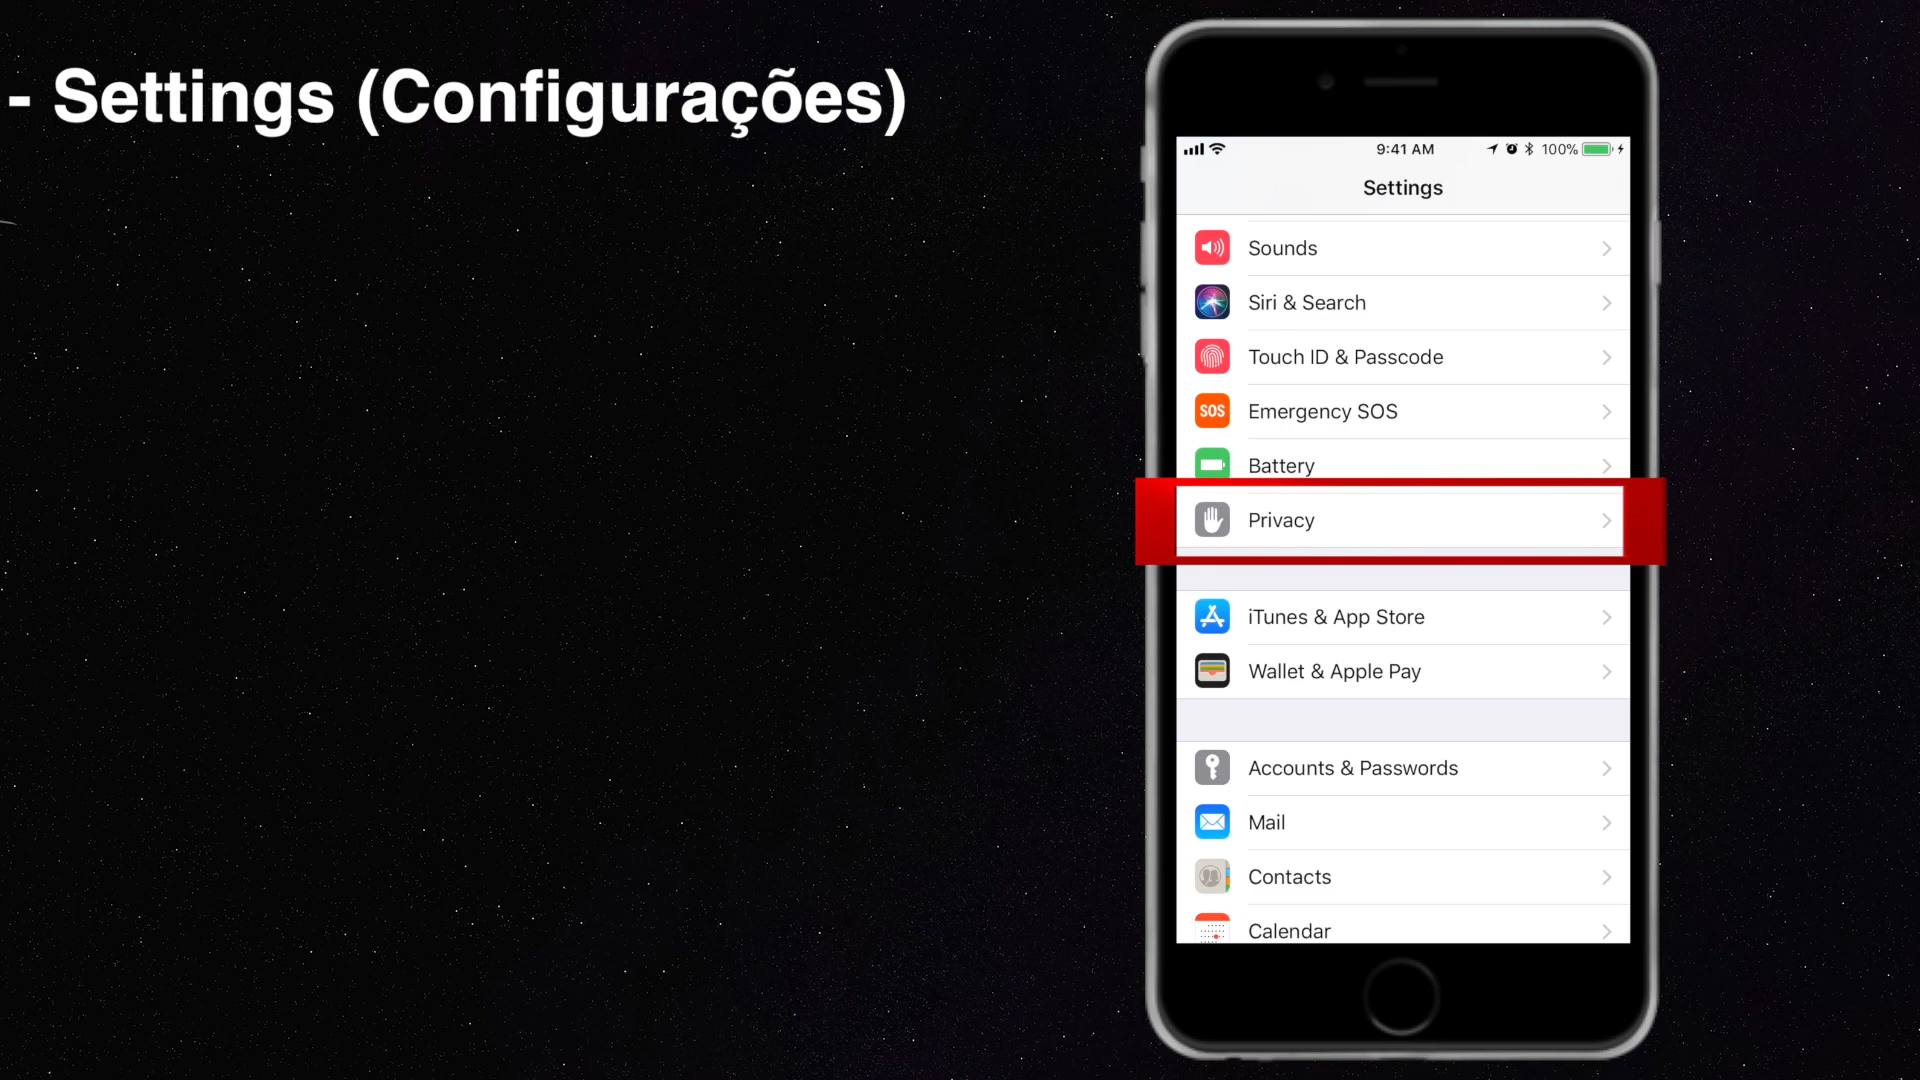 - Settings (Configurações)
9:41 AM
100%
Settings
Sounds
Siri & Search
Touch ID & Passcode
SOS
Emergency SOS
Battery
Privacy
iTunes & App Store
Wallet & Apple Pay
Accounts & Passwords
Mail
Contacts
Calendar